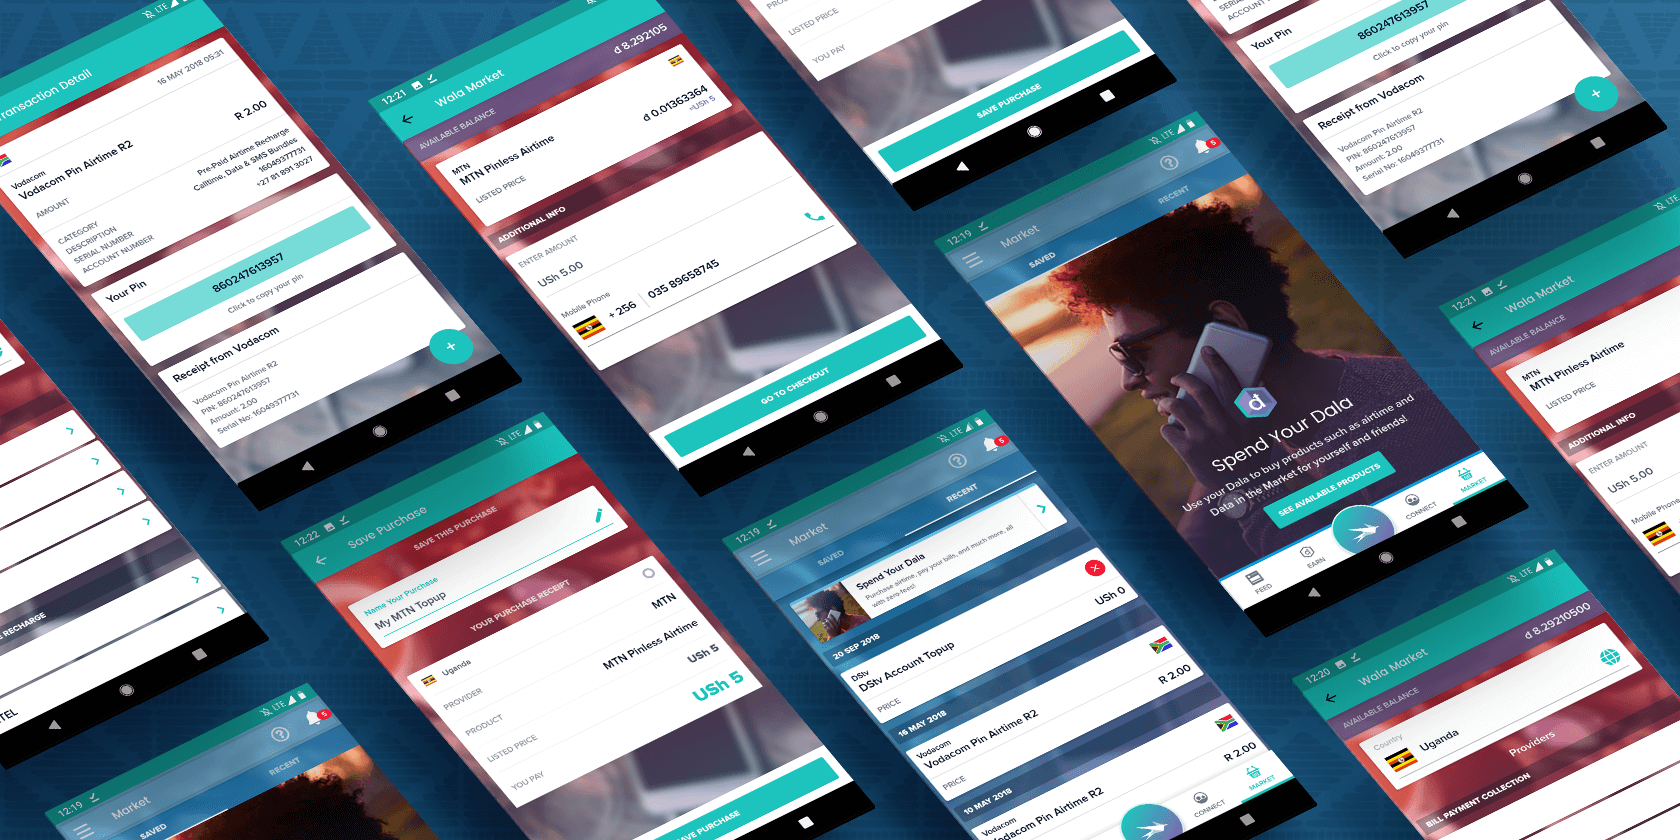 LTE
Transaction Detail
16 MAY 2018 05:31
R 2.00
Vodacom
Vodacom Pin Airtime R2
AMOUNT
CATEGORY
Pre-Paid Airtime Recharge
DESCRIPTION
Calltime, Data & SMS Bundles
SERIAL NUMBER
16049377731
ACCOUNT NUMBER
+27 81 891 3027
Your Pin
860247613957
Click to copy your pin
Receipt from Vodacom
Vodacom Pin Airtime R2
PIN: 860247613957
Amount: 2.00
Serial No: 16049377731
+
12:21
Wala Market
AVAILABLE BALANCE
đ 8.292105
MTN
MTN Pinless Airtime
LISTED PRICE
đ 0.01363364
≈USh 5
ADDITIONAL INFO
ENTER AMOUNT
USh 5.00
Mobile Phone
+ 256
035 89658745
GO TO CHECKOUT
LISTED PRICE
YOU PAY
SAVE PURCHASE
LTE
12:19
Market
5
SAVED
RECENT
đ
Spend Your Dala
Use your Dala to buy products such as airtime and
Data in the Market for yourself and friends!
SEE AVAILABLE PRODUCTS
FEED
EARN
CONNECT
MARKET
Your Pin
860247613957
Click to copy your pin
Receipt from Vodacom
Vodacom Pin Airtime R2
PIN: 860247613957
Amount: 2.00
Serial No: 16049377731
+
LTE
12:21
Wala Market
AVAILABLE BALANCE
MTN
MTN Pinless Airtime
LISTED PRICE
ADDITIONAL INFO
ENTER AMOUNT
USh 5.00
Mobile Phone
RECHARGE
TEL
LTE
12:22
Save Purchase
SAVE THIS PURCHASE
Name Your Purchase
My MTN Topup
YOUR PURCHASE RECEIPT
Uganda
PROVIDER
MTN
PRODUCT
MTN Pinless Airtime
LISTED PRICE
USh 5
YOU PAY
USh 5
SAVE PURCHASE
LTE
12:19
Market
5
SAVED
RECENT
Spend Your Dala
Purchase airtime, pay your bills, and much more, all
with zero-fees!
20 SEP 2018
DStv
DStv Account Topup
PRICE
USh 0
16 MAY 2018
Vodacom
Vodacom Pin Airtime R2
PRICE
R 2.00
10 MAY 2018
Vodacom
Vodacom Pin Airtime R2
R 2.00
CONNECT
MARKET
LTE
12:19
Market
5
SAVED
RECENT
LTE
12:20
Wala Market
AVAILABLE BALANCE
đ 8.29210500
Country
Uganda
Providers
BILL PAYMENT COLLECTION